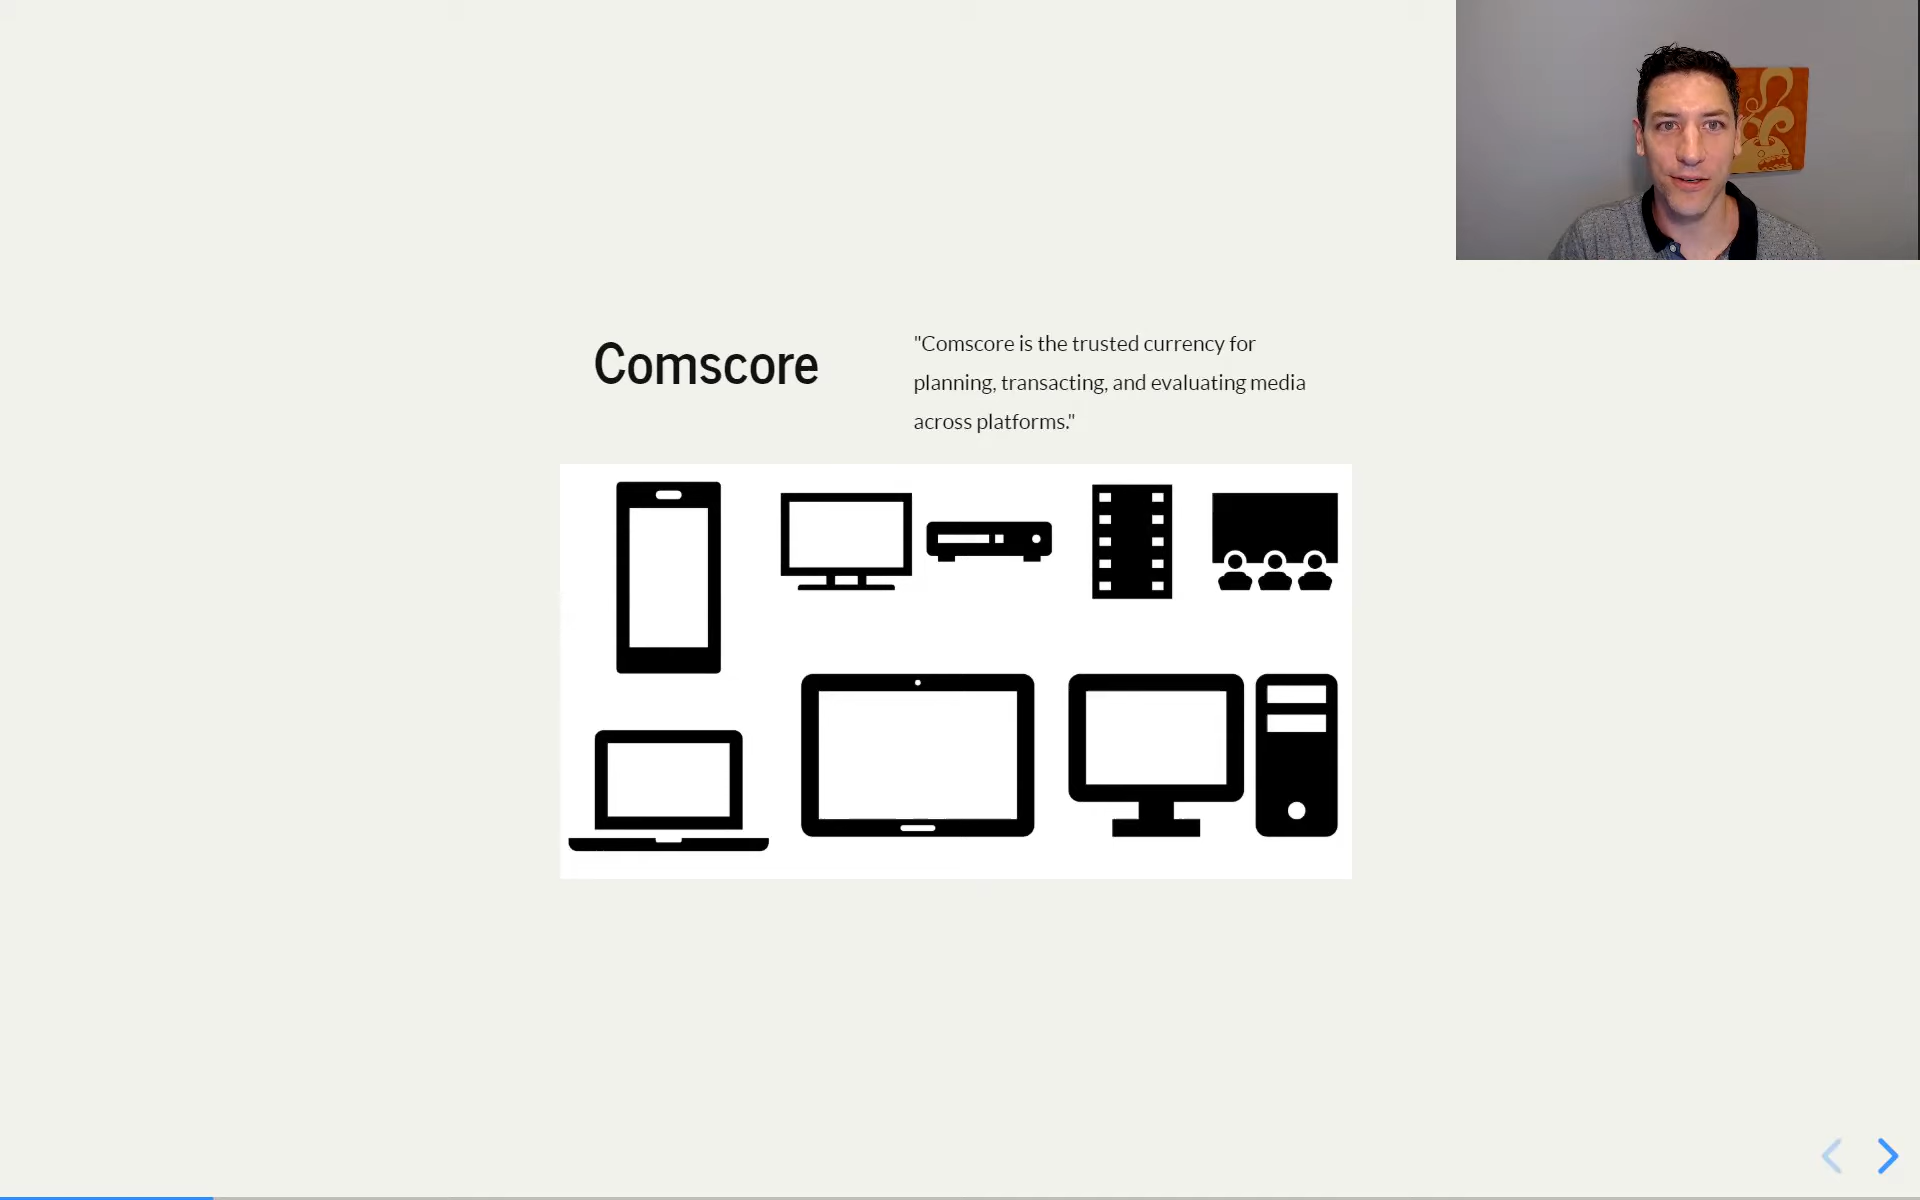 Comscore
"Comscore is the trusted currency for
planning, transacting, and evaluating media
across platforms."